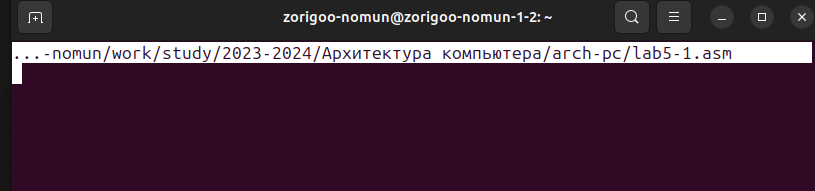 zorigoo-nomun@zorigoo-nomun-1-2: ~
...-nomun/work/study/2023-2024/Архитектура компьютера/arch-pc/lab5-1.asm